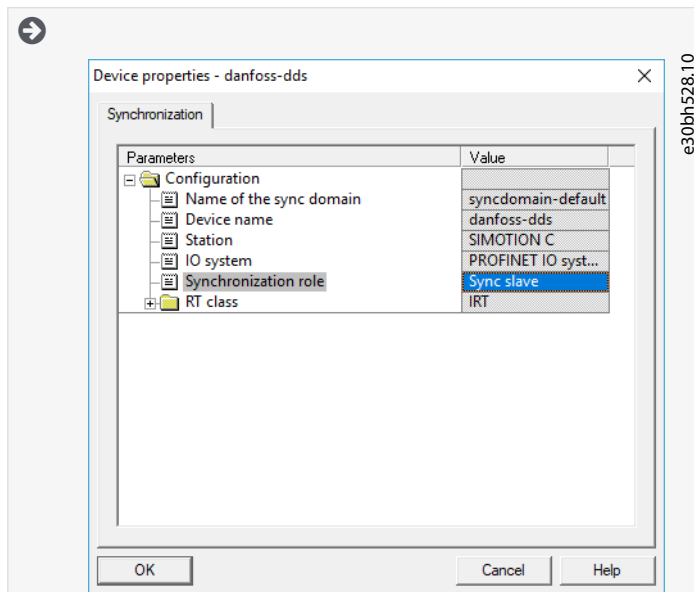 Device properties - danfoss-dds
Synchronization
Parameters Value
Configuration
Name of the sync domain syncdomain-default
Device name danfoss-dds
Station SIMOTION C
IO system PROFINET IO syst...
Synchronization role Sync slave
RT class IRT
OK Cancel Help
e30bh528.10